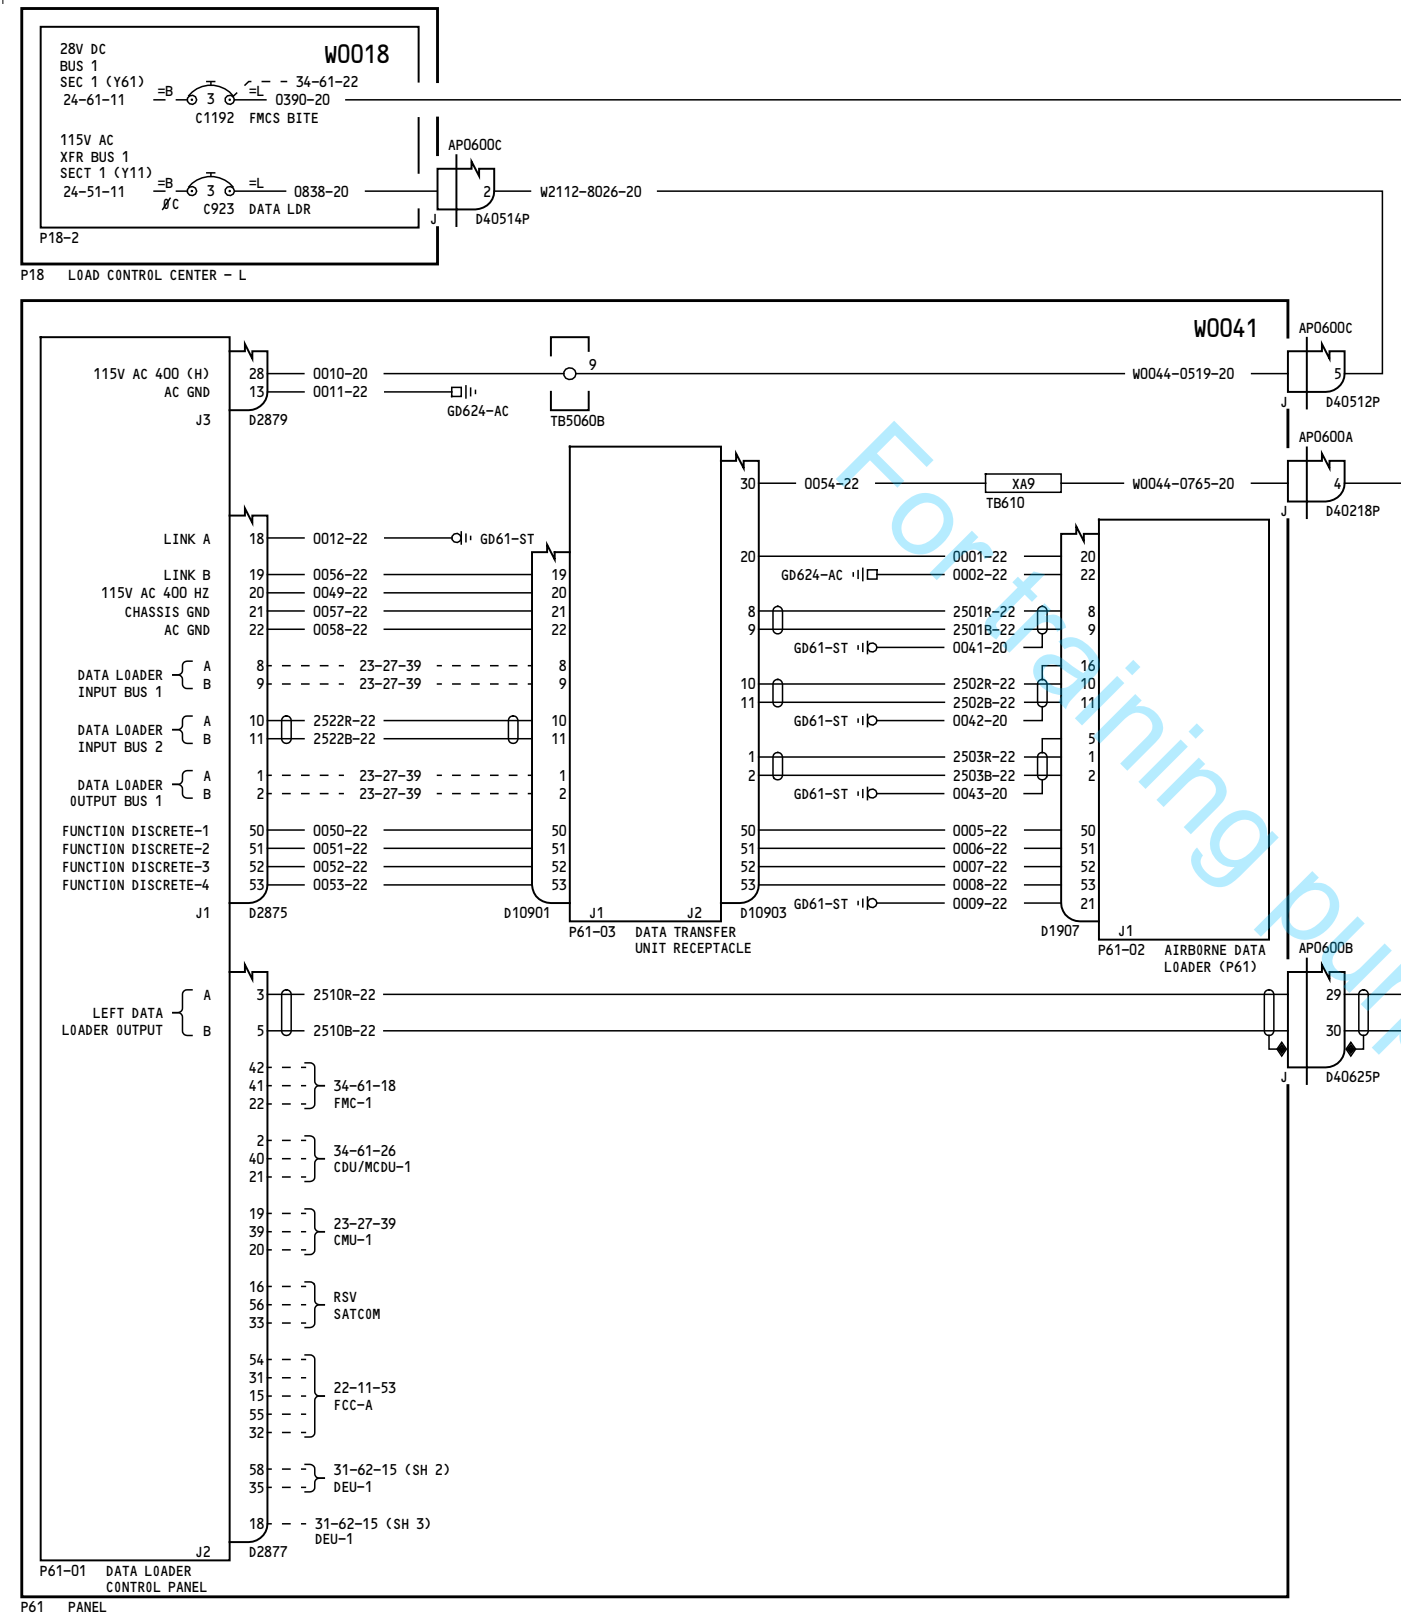 28V DC
BUS 1
SEC 1 (Y61)
24-61-11
=B
3
=L
34-61-22
0390-20
C1192 FMCS BITE
W0018
115V AC
XFR BUS 1
SECT 1 (Y11)
24-51-11
=B
ØC
3
=L
0838-20
C923 DATA LDR
P18-2
P18 LOAD CONTROL CENTER - L
AP0600C
2
J
D40514P
W2112-8026-20
W0041
AP0600C
115V AC 400 (H) 28 0010-20 9 W0044-0519-20 5
AC GND 13 0011-22 GD624-AC
J3 D2879 TB5060B J D40512P
AP0600A
30 0054-22 XA9 W0044-0765-20 4
TB610 J D40218P
LINK A 18 0012-22 GD61-ST
LINK B 19 0056-22 19
115V AC 400 HZ 20 0049-22 20
CHASSIS GND 21 0057-22 21
AC GND 22 0058-22 22
DATA LOADER INPUT BUS 1
A 8 23-27-39 8
B 9 23-27-39 9
DATA LOADER INPUT BUS 2
A 10 2522R-22 10
B 11 2522B-22 11
DATA LOADER OUTPUT BUS 1
A 1 23-27-39 1
B 2 23-27-39 2
FUNCTION DISCRETE-1 50 0050-22 50
FUNCTION DISCRETE-2 51 0051-22 51
FUNCTION DISCRETE-3 52 0052-22 52
FUNCTION DISCRETE-4 53 0053-22 53
J1 D2875 D10901 J1 J2 D10903
P61-03 DATA TRANSFER
UNIT RECEPTACLE
20 0001-22 20
GD624-AC 0002-22 22
8 2501R-22 8
9 2501B-22 9
GD61-ST 0041-20
16
10 2502R-22 10
11 2502B-22 11
GD61-ST 0042-20
5
1 2503R-22 1
2 2503B-22 2
GD61-ST 0043-20
50 0005-22 50
51 0006-22 51
52 0007-22 52
53 0008-22 53
GD61-ST 0009-22 21
D1907 J1
P61-02 AIRBORNE DATA
LOADER (P61)
AP0600B
LEFT DATA
LOADER OUTPUT
A 3 2510R-22 29
B 5 2510B-22 30
J D40625P
42
41
22
34-61-18
FMC-1
2
40
21
34-61-26
CDU/MCDU-1
19
39
20
23-27-39
CMU-1
16
56
33
RSV
SATCOM
54
31
15
55
32
22-11-53
FCC-A
58
35
31-62-15 (SH 2)
DEU-1
18
31-62-15 (SH 3)
DEU-1
J2 D2877
P61-01 DATA LOADER
CONTROL PANEL
P61 PANEL
For training